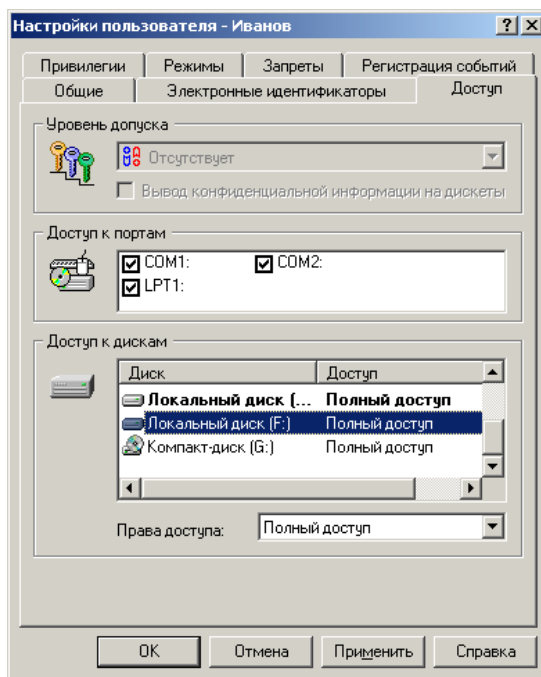 Настройки пользователя - Иванов
Привилегии Режимы Запреты Регистрация событий
Общие Электронные идентификаторы Доступ
Уровень допуска
Отсутствует
Вывод конфиденциальной информации на дискеты
Доступ к портам
COM1: COM2:
LPT1:
Доступ к дискам
Диск Доступ
Локальный диск (... Полный доступ
Локальный диск (F:) Полный доступ
Компакт-диск (G:) Полный доступ
Права доступа: Полный доступ
OK Отмена Применить Справка